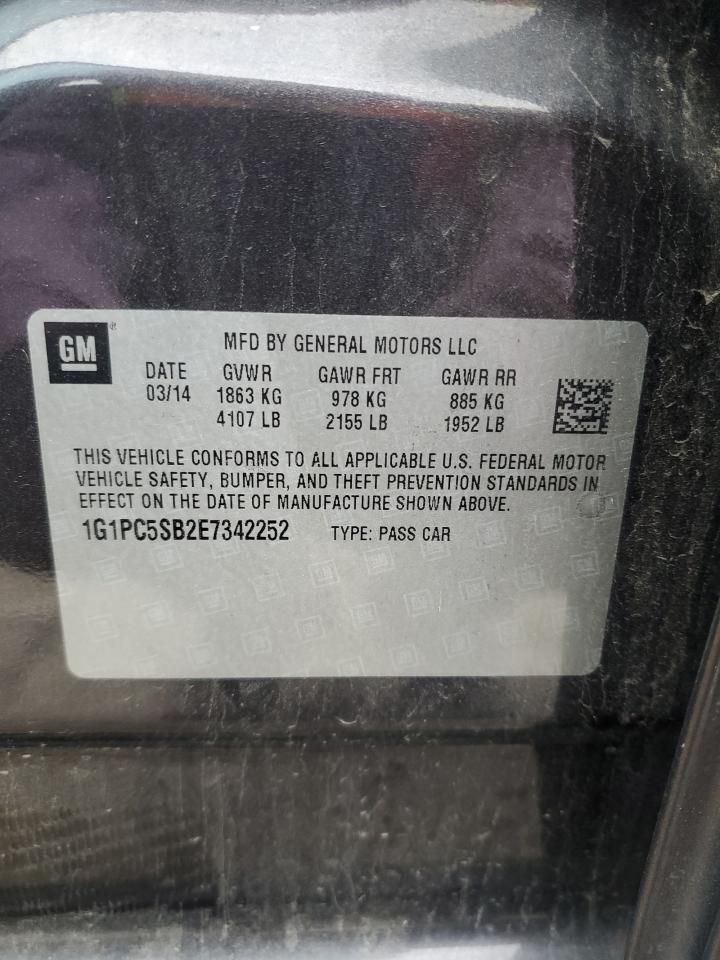 GM®
MFD BY GENERAL MOTORS LLC
DATE GVWR GAWR FRT GAWR RR
03/14 1863 KG 978 KG 885 KG
4107 LB 2155 LB 1952 LB
THIS VEHICLE CONFORMS TO ALL APPLICABLE U.S. FEDERAL MOTOR
VEHICLE SAFETY, BUMPER, AND THEFT PREVENTION STANDARDS IN
EFFECT ON THE DATE OF MANUFACTURE SHOWN ABOVE.
1G1PC5SB2E7342252 TYPE: PASS CAR